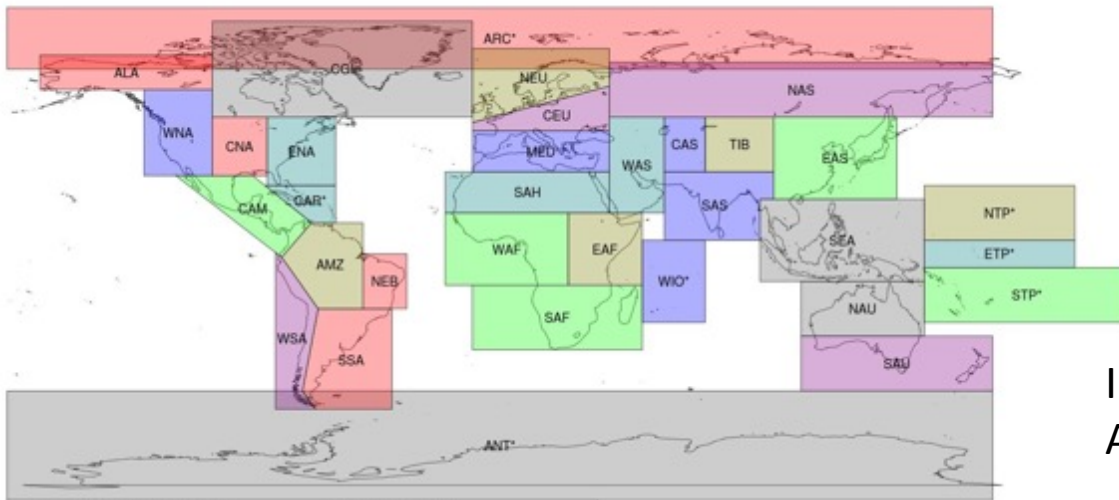 ARC*
ALA
CGI
NEU
NAS
CEU
WNA
CNA
ENA
MED
WAS
CAS
TIB
EAS
SAH
CAR*
CAM
SAS
NTP*
SEA
WAF
EAF
ETP*
AMZ
NEB
WIO*
STP*
NAU
SAF
WSA
SSA
SAU
I
A
ANT*